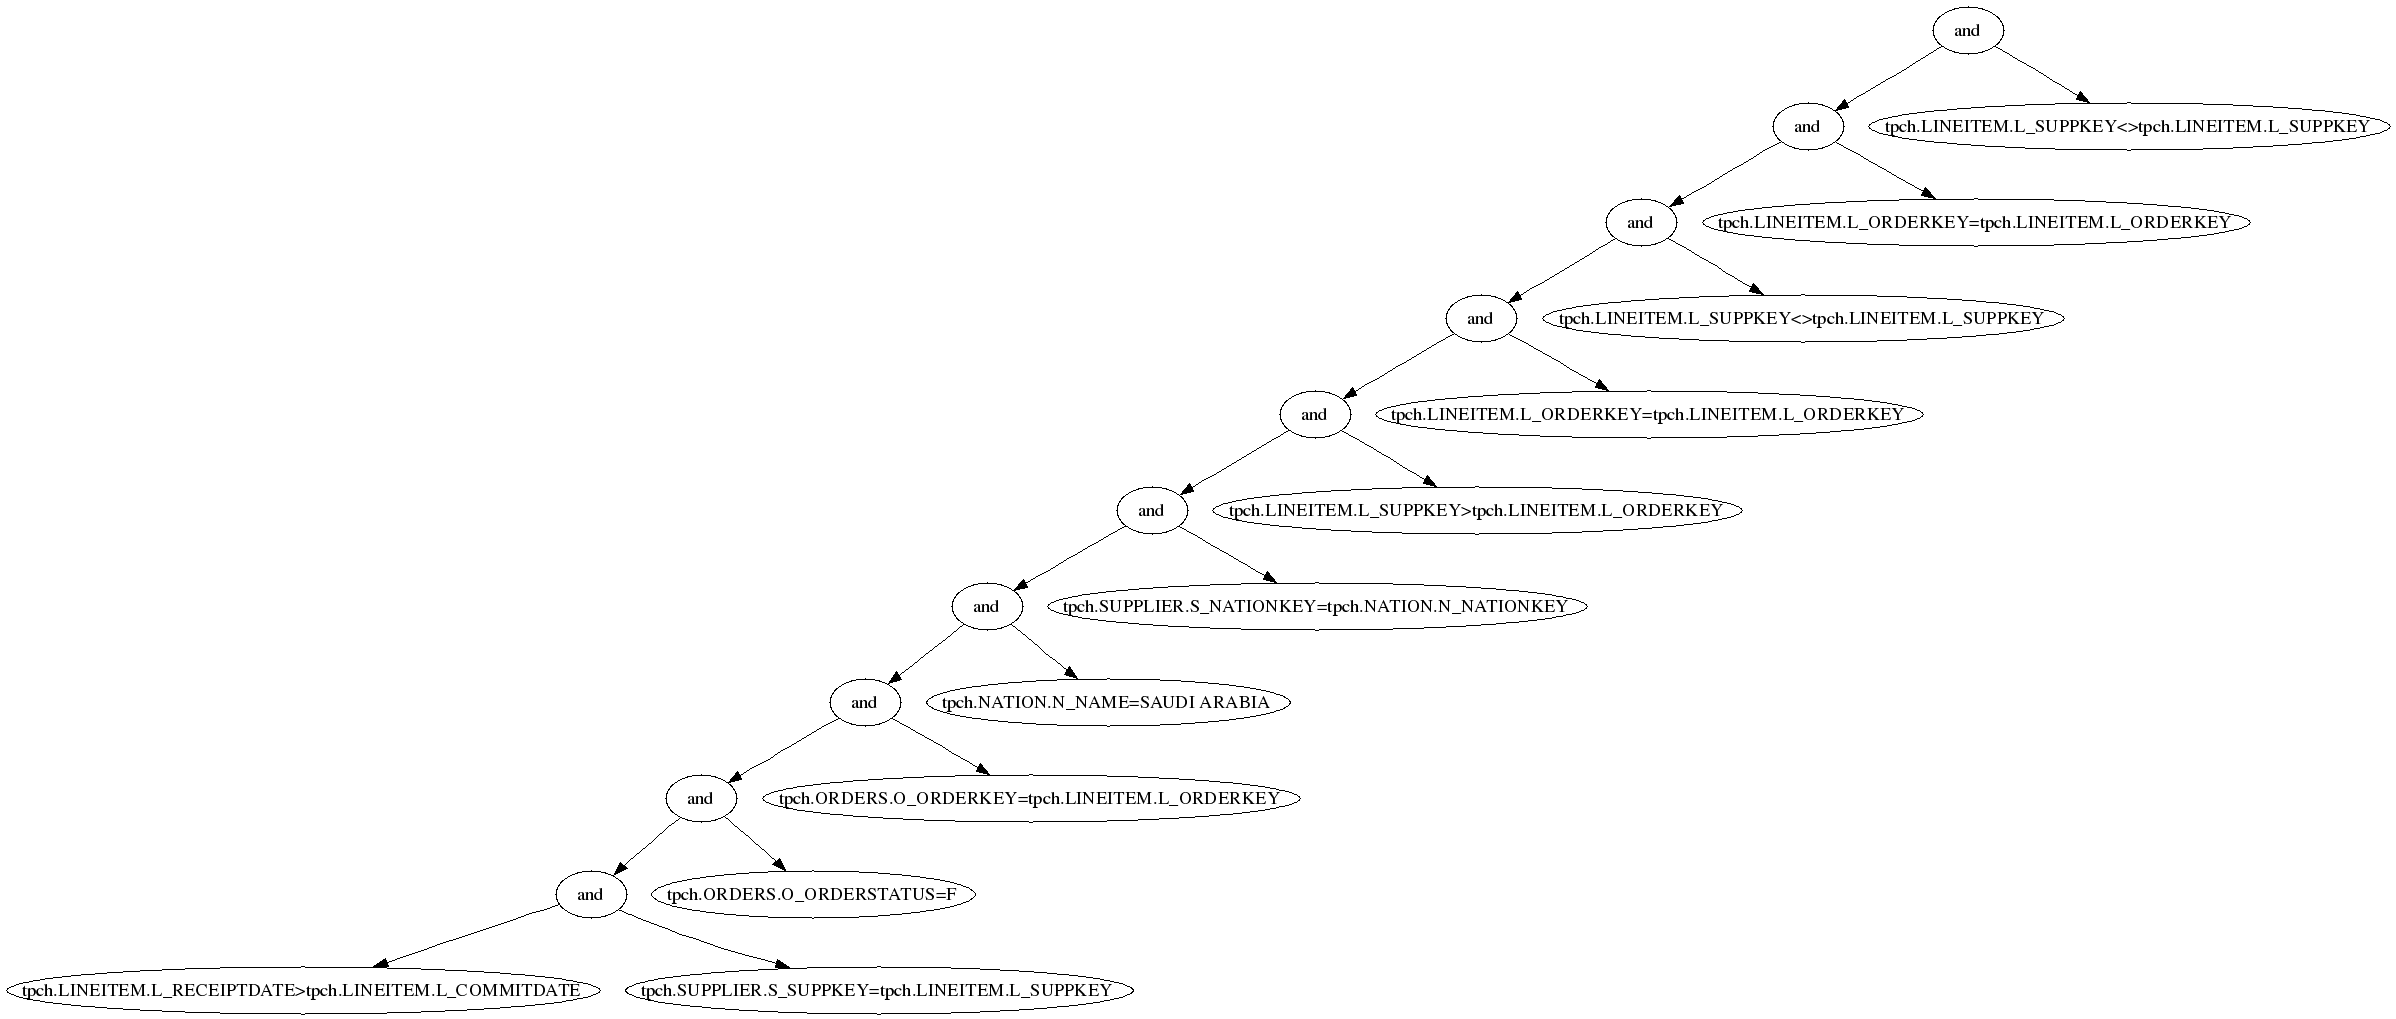 and
and
tpch.LINEITEM.L_SUPPKEY<>tpch.LINEITEM.L_SUPPKEY
and
tpch.LINEITEM.L_ORDERKEY=tpch.LINEITEM.L_ORDERKEY
and
tpch.LINEITEM.L_SUPPKEY<>tpch.LINEITEM.L_SUPPKEY
and
tpch.LINEITEM.L_ORDERKEY=tpch.LINEITEM.L_ORDERKEY
and
tpch.LINEITEM.L_SUPPKEY>tpch.LINEITEM.L_ORDERKEY
and
tpch.SUPPLIER.S_NATIONKEY=tpch.NATION.N_NATIONKEY
and
tpch.NATION.N_NAME=SAUDI ARABIA
and
tpch.ORDERS.O_ORDERKEY=tpch.LINEITEM.L_ORDERKEY
and
tpch.ORDERS.O_ORDERSTATUS=F
tpch.LINEITEM.L_RECEIPTDATE>tpch.LINEITEM.L_COMMITDATE
tpch.SUPPLIER.S_SUPPKEY=tpch.LINEITEM.L_SUPPKEY